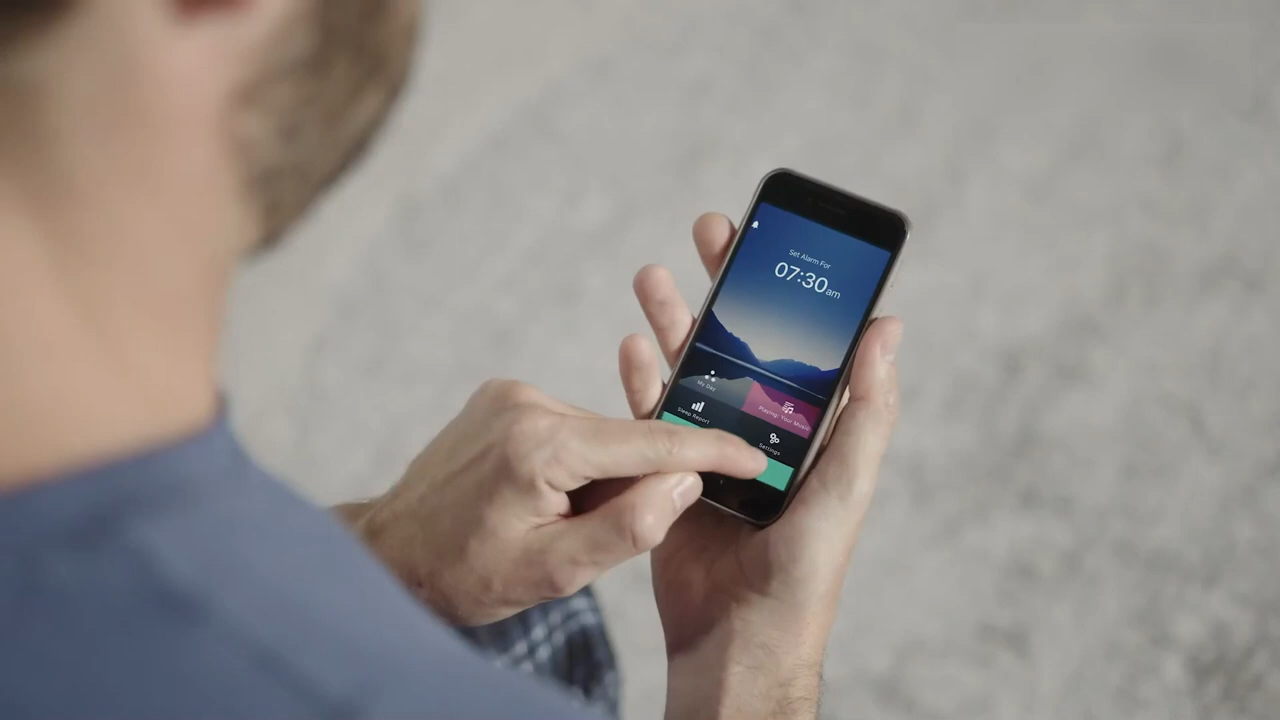 Set Alarm For
07:30am
My Day
Playing: Your Music
Sleep Report
Settings